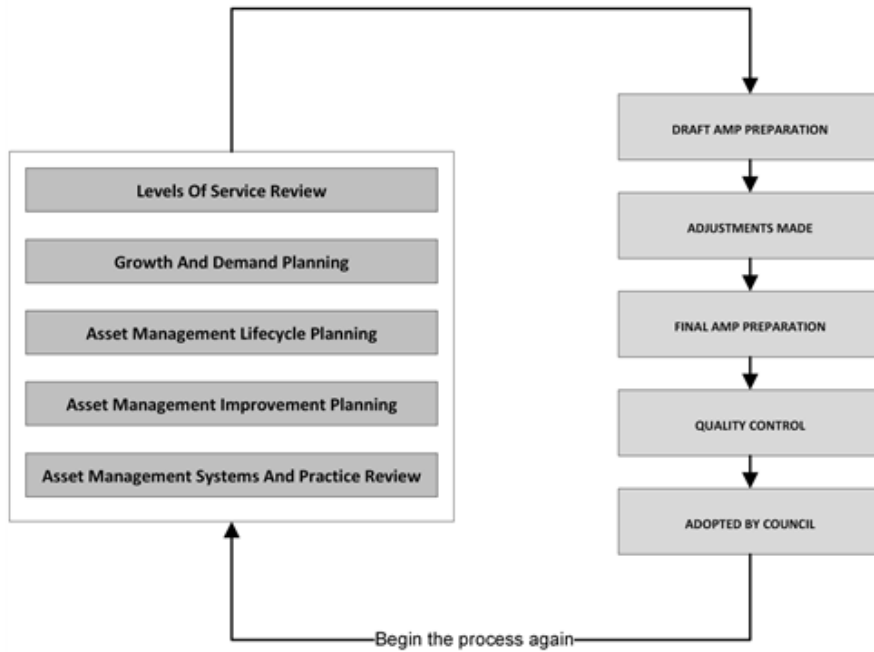 Levels Of Service Review
Growth And Demand Planning
Asset Management Lifecycle Planning
Asset Management Improvement Planning
Asset Management Systems And Practice Review
DRAFT AMP PREPARATION
ADJUSTMENTS MADE
FINAL AMP PREPARATION
QUALITY CONTROL
ADOPTED BY COUNCIL
Begin the process again